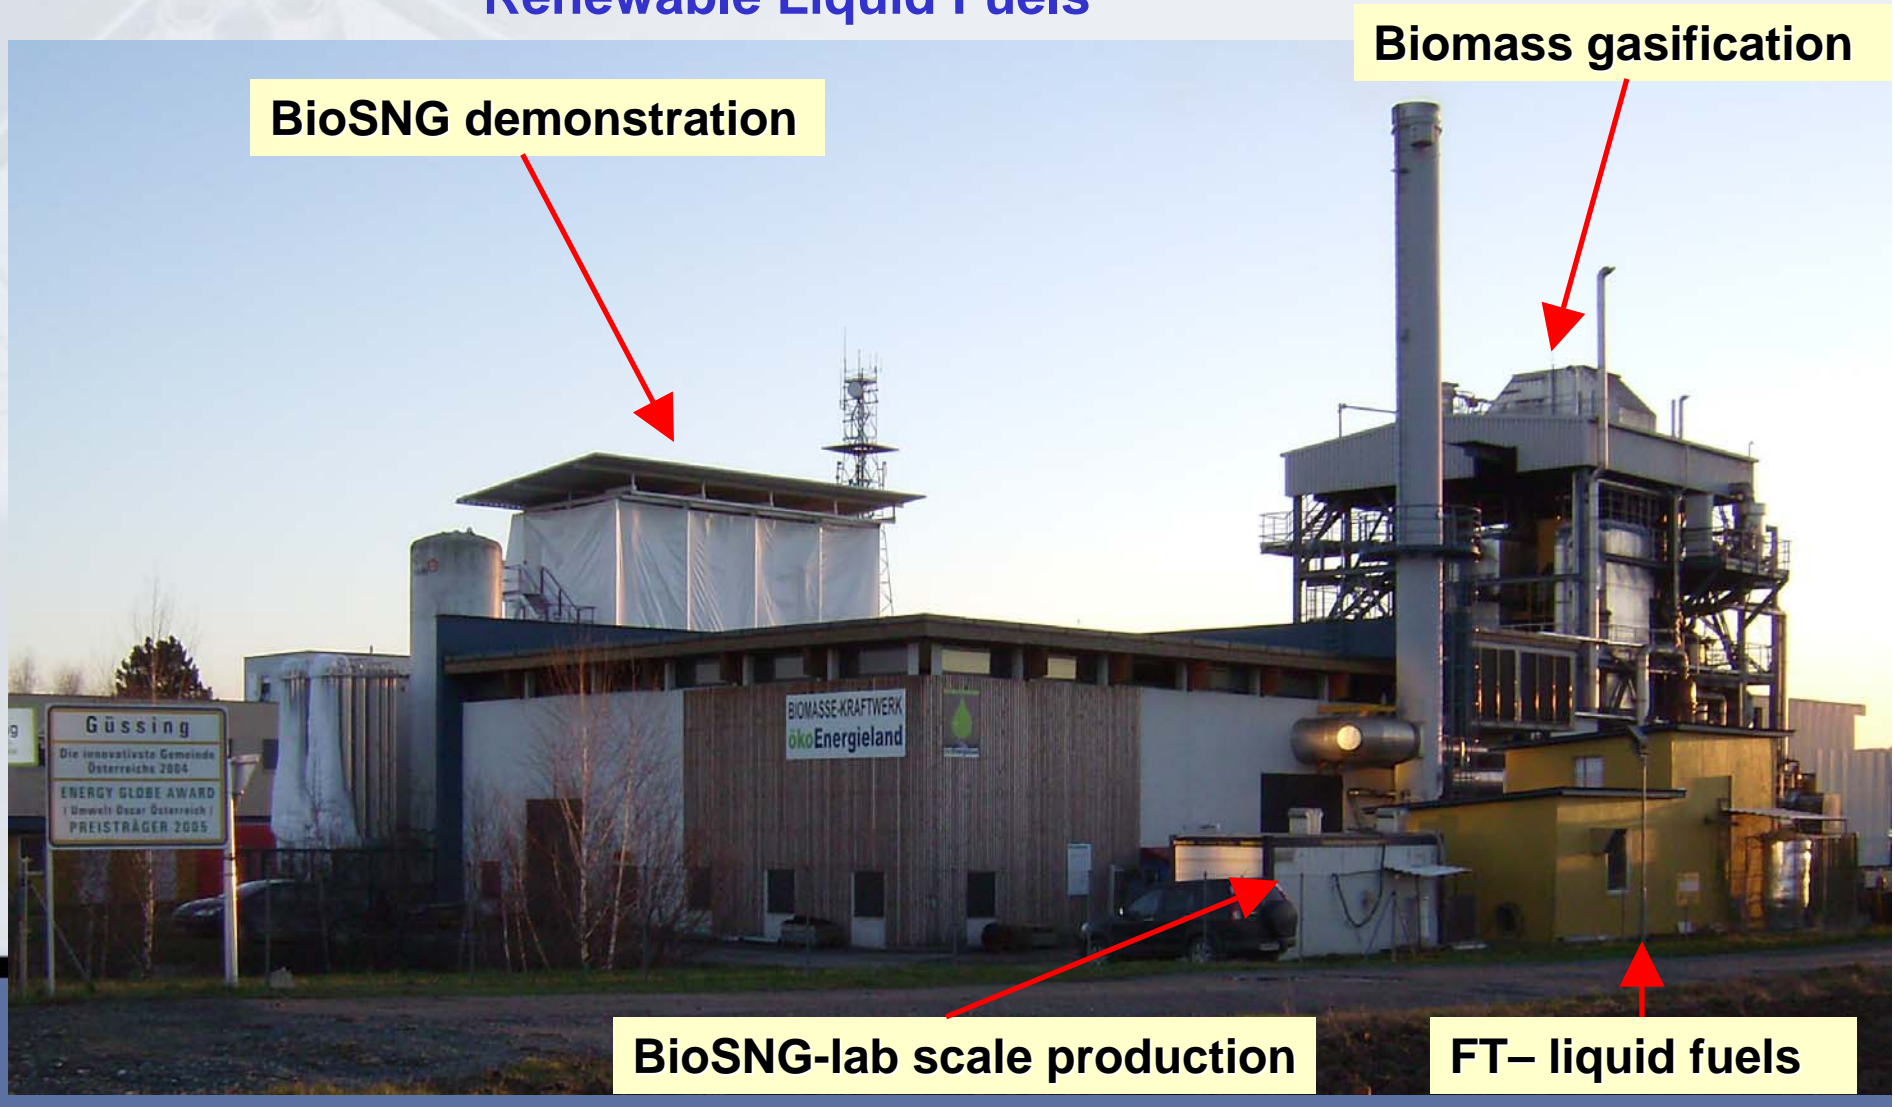 Renewable Liquid Fuels
Biomass gasification
BioSNG demonstration
BIOMASSE-KRAFTWERK
ökoEnergieland
Güssing
Die innovativste Gemeinde
Österreichs 2004
ENERGY GLOBE AWARD
( Umwelt Oscar Österreich )
PREISTRÄGER 2005
BioSNG-lab scale production
FT– liquid fuels